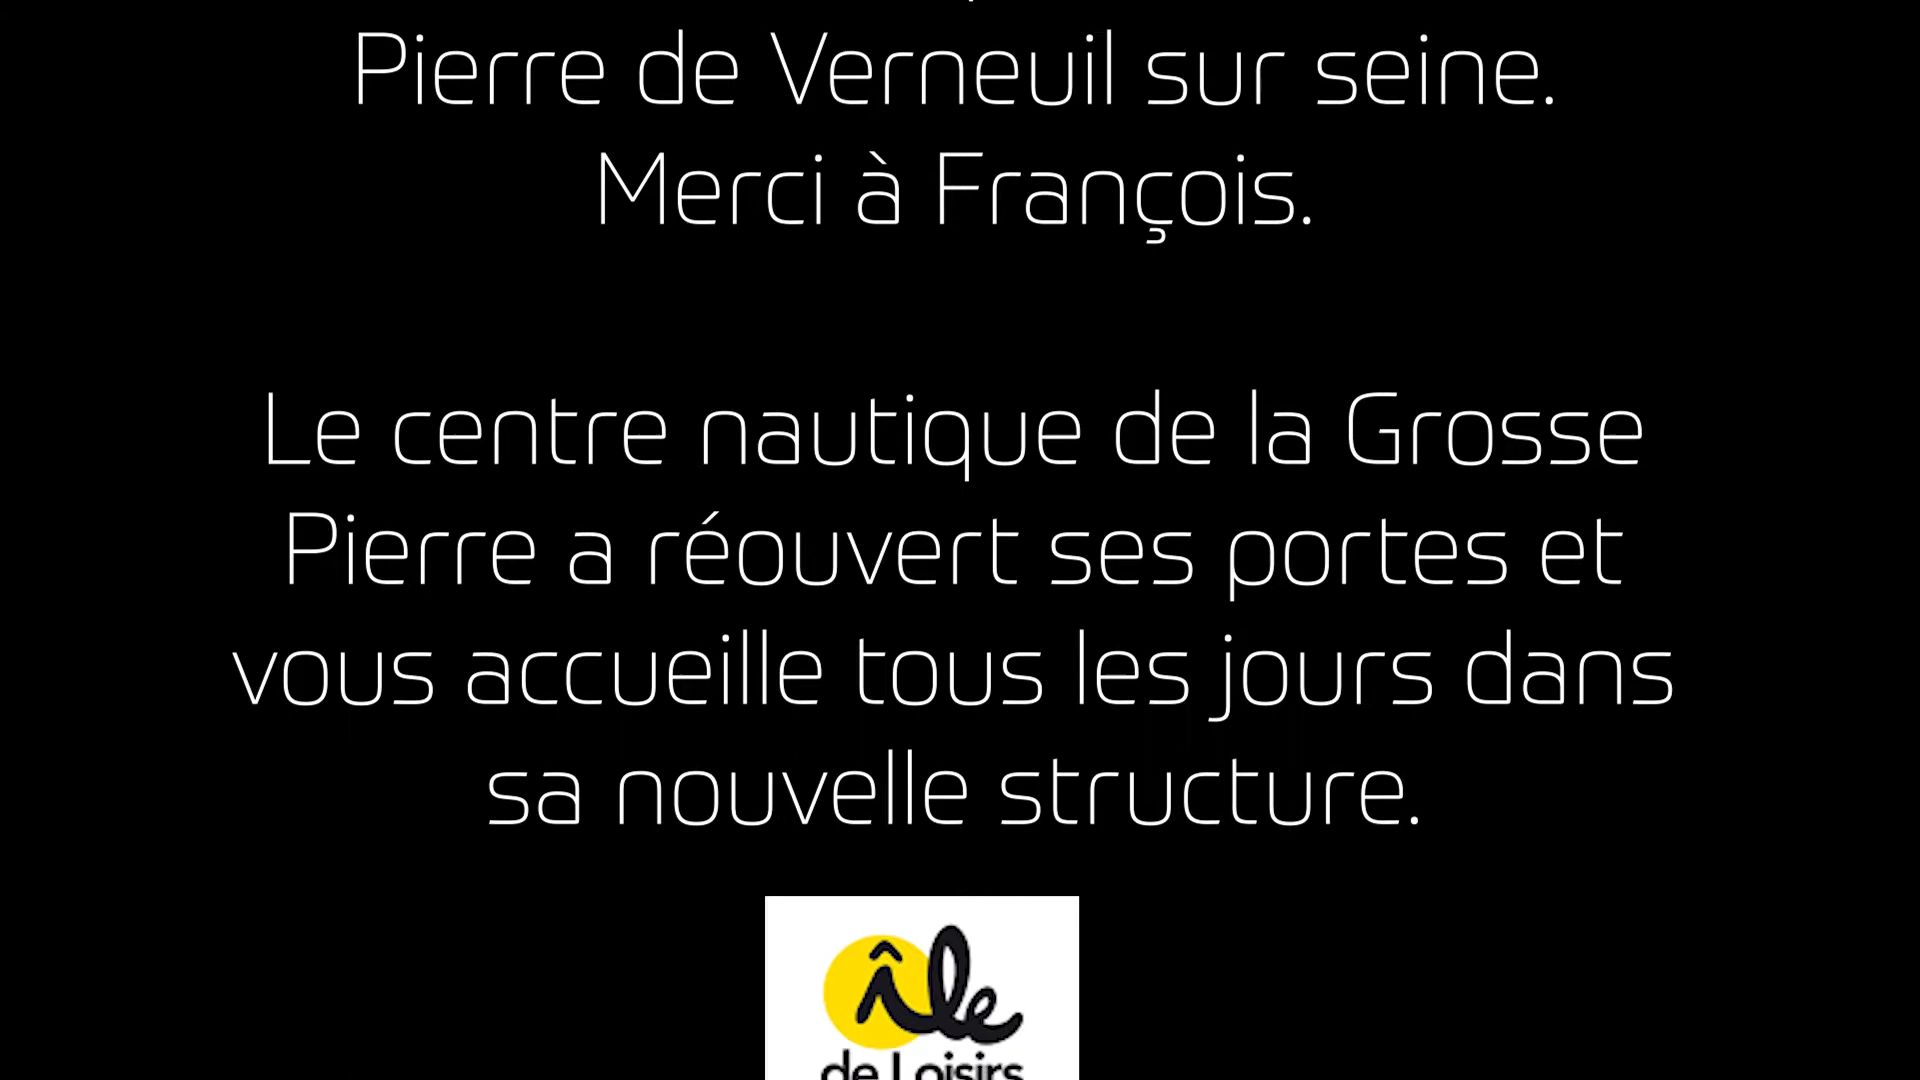 Pierre de Verneuil sur seine.
Merci à François.
Le centre nautique de la Grosse
Pierre a réouvert ses portes et
vous accueille tous les jours dans
sa nouvelle structure.
île
de Loisirs